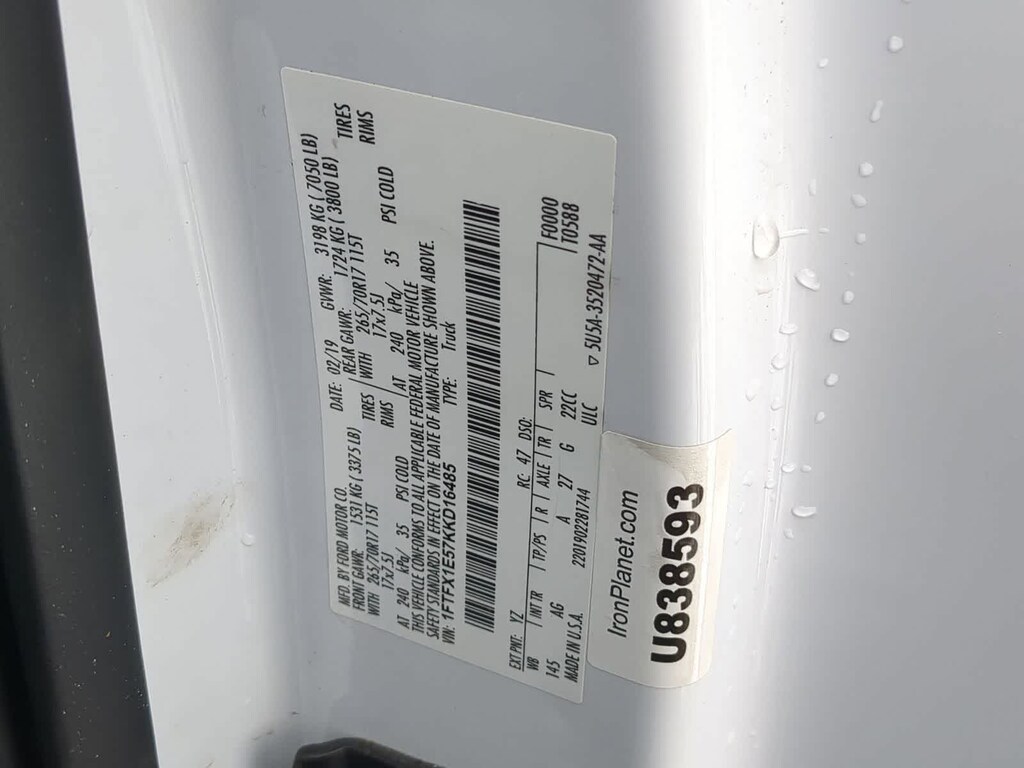 MFD. BY FORD MOTOR CO.
DATE: 02/19 GVWR: 3198 KG ( 7050 LB)
FRONT GAWR: 1531 KG ( 3375 LB) REAR GAWR: 1724 KG ( 3800 LB)
WITH 265/70R17 115T TIRES WITH 265/70R17 115T TIRES
17x7.5J RIMS 17x7.5J RIMS
AT 240 kPa/ 35 PSI COLD AT 240 kPa/ 35 PSI COLD
THIS VEHICLE CONFORMS TO ALL APPLICABLE FEDERAL MOTOR VEHICLE
SAFETY STANDARDS IN EFFECT ON THE DATE OF MANUFACTURE SHOWN ABOVE.
VIN: 1FTFX1E57KKD16485 TYPE: Truck
EXT PNT: YZ RC: 47 DSO: F0000
WB INT TR TP/PS R AXLE TR SPR T0588
145 AG A 27 G 22CC
MADE IN U.S.A. 22019022281744 UCC ▽ 5U5A-3520472-AA
IronPlanet.com
U838593